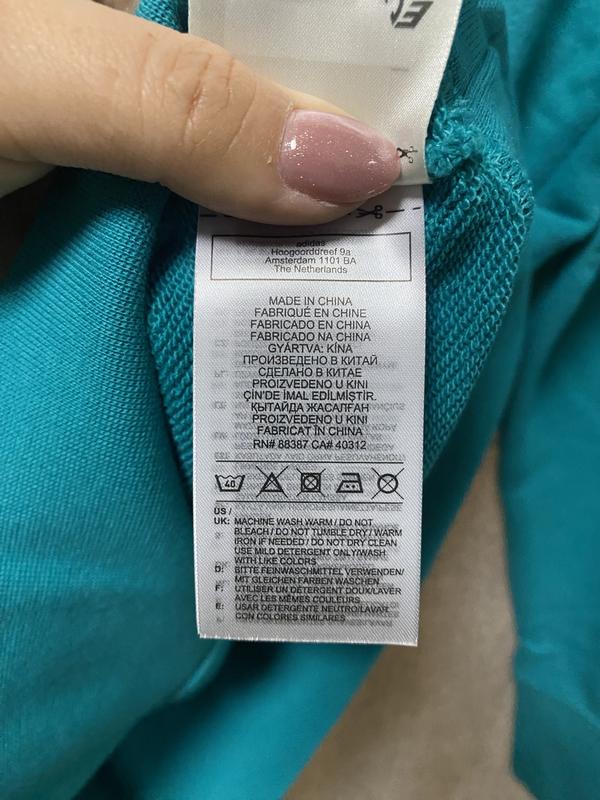 adidas
Hoogoorddreef 9a
Amsterdam 1101 BA
The Netherlands
MADE IN CHINA
FABRIQUÉ EN CHINE
FABRICADO EN CHINA
FABRICADO NA CHINA
GYÁRTVA: KÍNA
ПРОИЗВЕДЕНО В КИТАЙ
СДЕЛАНО В КИТАЕ
PROIZVEDENO U KINI
ÇİN'DE İMAL EDİLMİŞTİR.
ҚЫТАЙДА ЖАСАЛҒАН
PROIZVEDENO U KINI
FABRICAT ÎN CHINA
RN# 88387 CA# 40312
40
US /
UK: MACHINE WASH WARM / DO NOT
BLEACH / DO NOT TUMBLE DRY / WARM
IRON IF NEEDED / DO NOT DRY CLEAN
USE MILD DETERGENT ONLY/WASH
WITH LIKE COLORS
D: BITTE FEINWASCHMITTEL VERWENDEN/
MIT GLEICHEN FARBEN WASCHEN
F: UTILISER UN DÉTERGENT DOUX/LAVER
AVEC LES MÊMES COULEURS
E: USAR DETERGENTE NEUTRO/LAVAR
CON COLORES SIMILARES